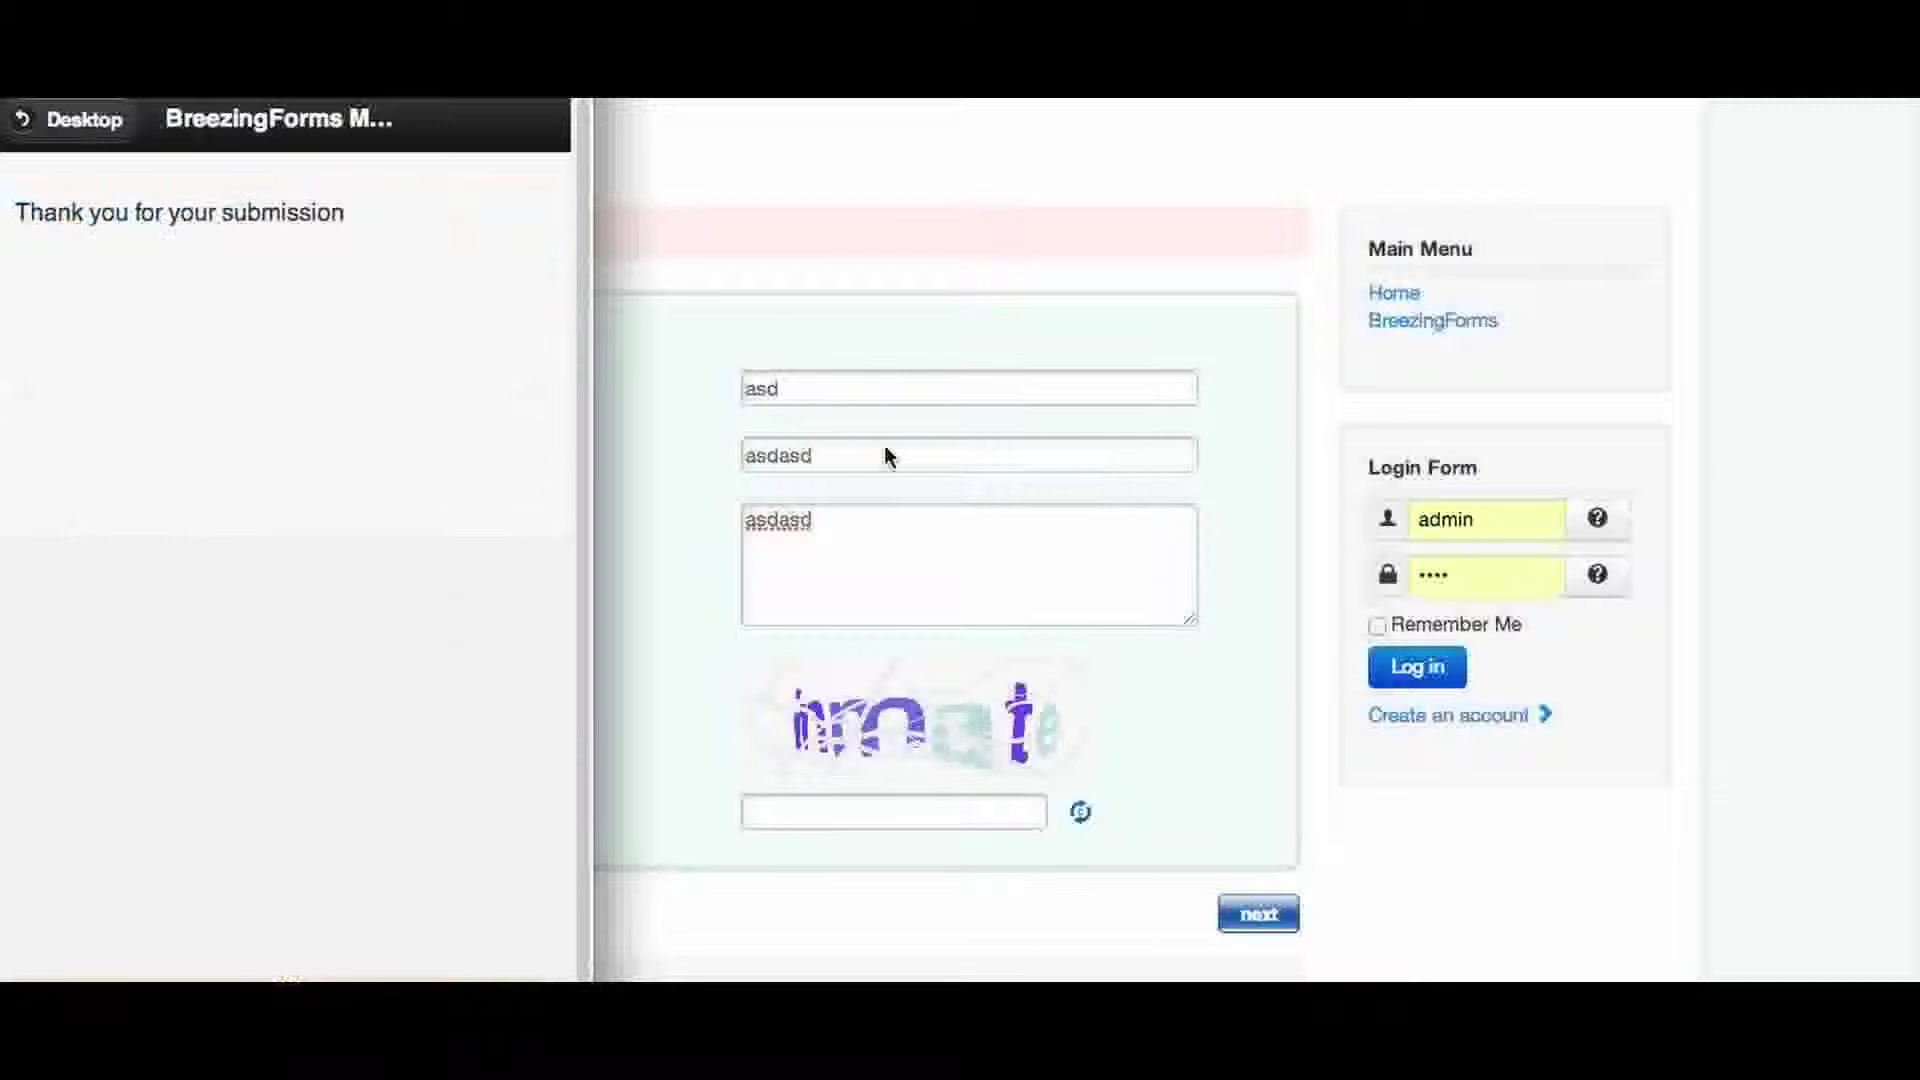 Desktop
BreezingForms M...
Thank you for your submission
asd
asdasd
asdasd
next
Main Menu
Home
BreezingForms
Login Form
admin
••••
Remember Me
Log in
Create an account